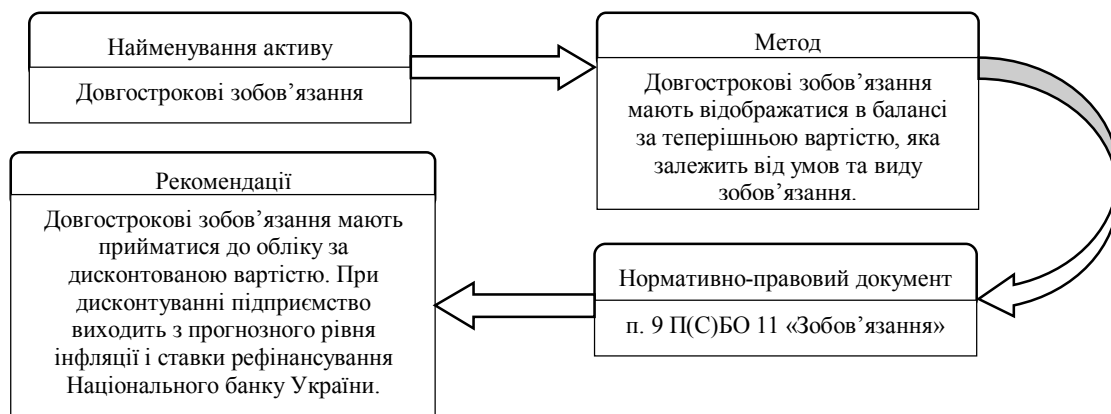 Найменування активу
Довгострокові зобов’язання
Метод
Довгострокові зобов’язання
мають відображатися в балансі
за теперішньою вартістю, яка
залежить від умов та виду
зобов’язання.
Нормативно-правовий документ
п. 9 П(С)БО 11 «Зобов’язання»
Рекомендації
Довгострокові зобов’язання мають
прийматися до обліку за
дисконтованою вартістю. При
дисконтуванні підприємство
виходить з прогнозного рівня
інфляції і ставки рефінансування
Національного банку України.